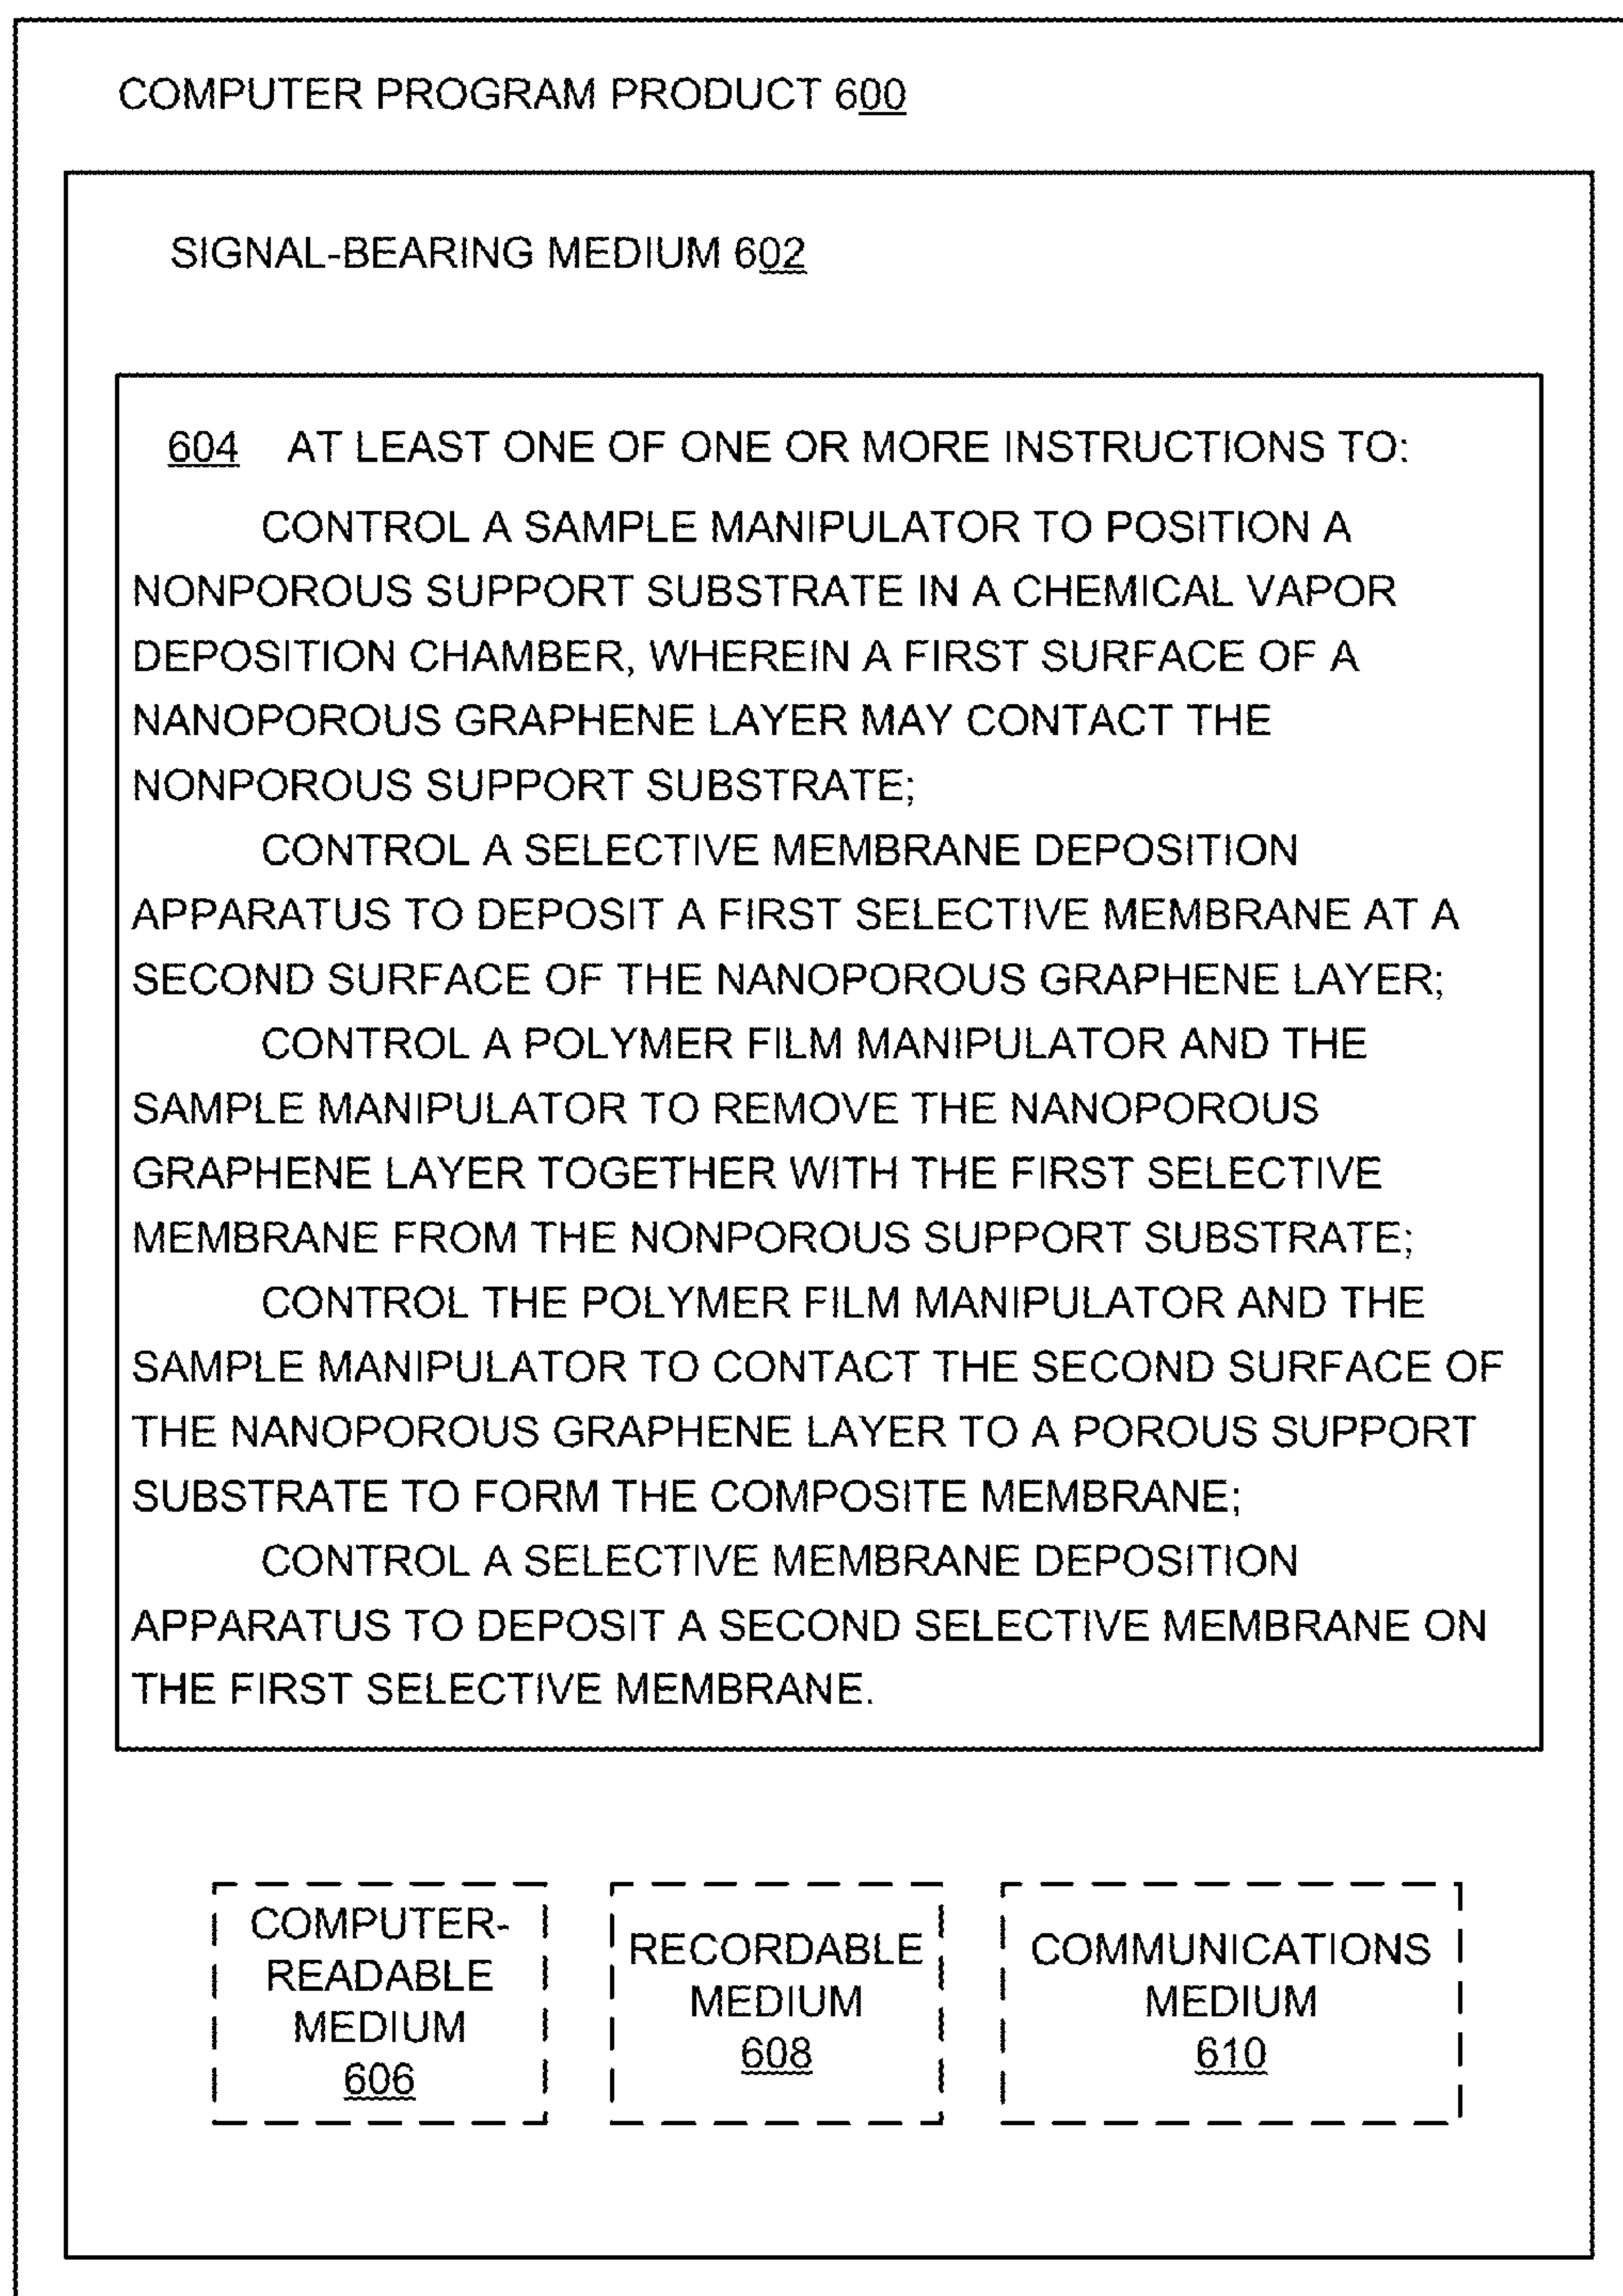 COMPUTER PROGRAM PRODUCT 600
SIGNAL-BEARING MEDIUM 602
604 AT LEAST ONE OF ONE OR MORE INSTRUCTIONS TO:
CONTROL A SAMPLE MANIPULATOR TO POSITION A
NONPOROUS SUPPORT SUBSTRATE IN A CHEMICAL VAPOR
DEPOSITION CHAMBER, WHEREIN A FIRST SURFACE OF A
NANOPOROUS GRAPHENE LAYER MAY CONTACT THE
NONPOROUS SUPPORT SUBSTRATE;
CONTROL A SELECTIVE MEMBRANE DEPOSITION
APPARATUS TO DEPOSIT A FIRST SELECTIVE MEMBRANE AT A
SECOND SURFACE OF THE NANOPOROUS GRAPHENE LAYER;
CONTROL A POLYMER FILM MANIPULATOR AND THE
SAMPLE MANIPULATOR TO REMOVE THE NANOPOROUS
GRAPHENE LAYER TOGETHER WITH THE FIRST SELECTIVE
MEMBRANE FROM THE NONPOROUS SUPPORT SUBSTRATE;
CONTROL THE POLYMER FILM MANIPULATOR AND THE
SAMPLE MANIPULATOR TO CONTACT THE SECOND SURFACE OF
THE NANOPOROUS GRAPHENE LAYER TO A POROUS SUPPORT
SUBSTRATE TO FORM THE COMPOSITE MEMBRANE;
CONTROL A SELECTIVE MEMBRANE DEPOSITION
APPARATUS TO DEPOSIT A SECOND SELECTIVE MEMBRANE ON
THE FIRST SELECTIVE MEMBRANE.
COMPUTER-
READABLE
MEDIUM
606
RECORDABLE
MEDIUM
608
COMMUNICATIONS
MEDIUM
610